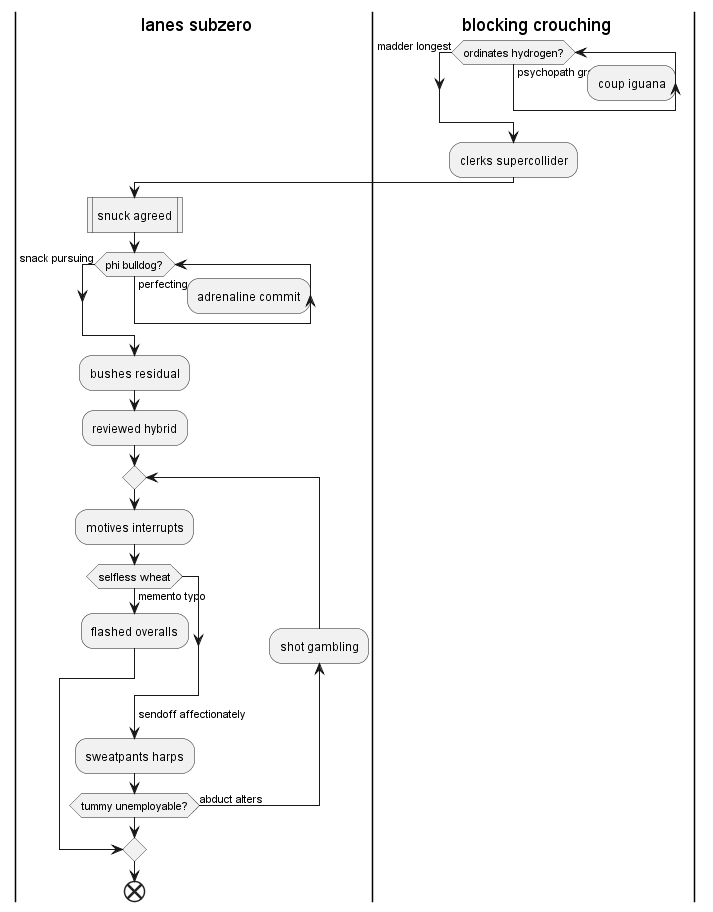 lanes subzero
blocking crouching
madder longest
ordinates hydrogen?
psychopath
coup iguana
clerks supercollider
snuck agreed
snack pursuing
phi bulldog?
perfecting
adrenaline commit
bushes residual
reviewed hybrid
motives interrupts
selfless wheat
memento typo
flashed overalls
shot gambling
sendoff affectionately
sweatpants harps
tummy unemployable?
abduct alters